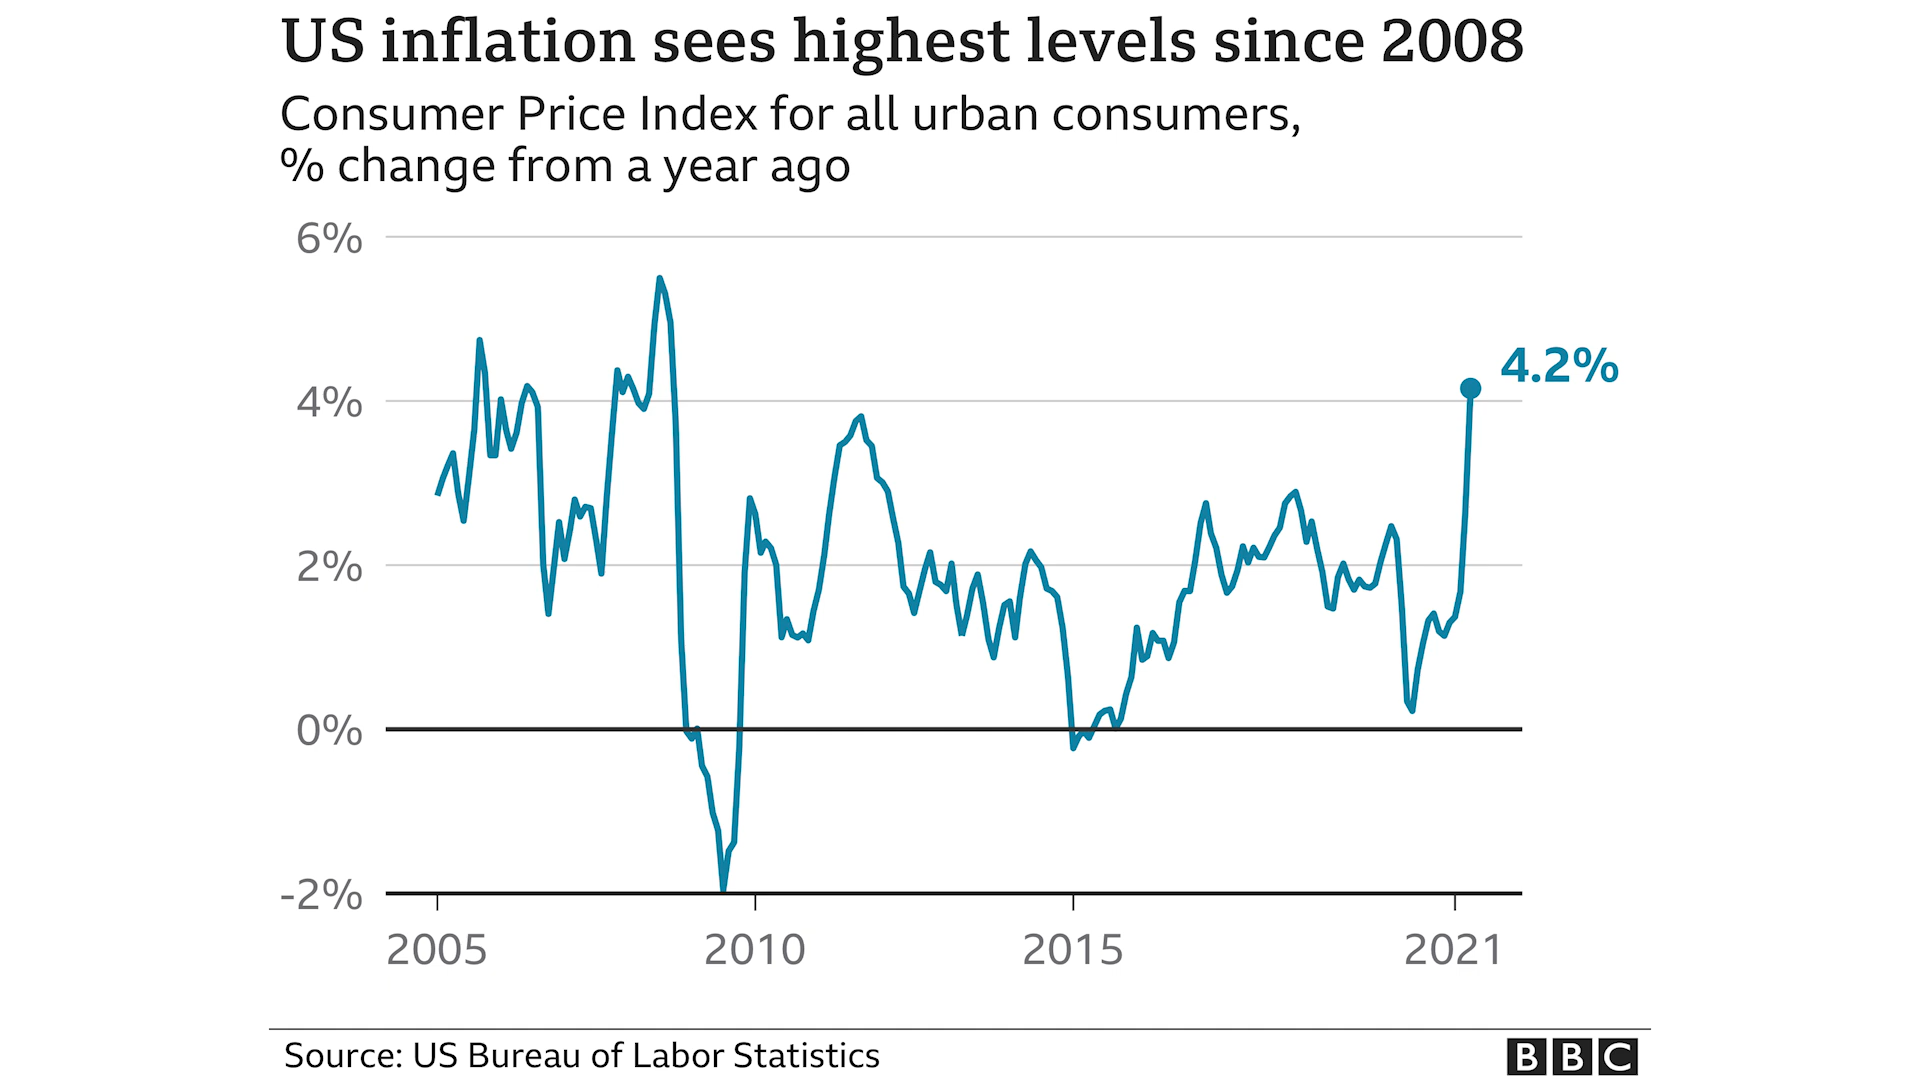 US inflation sees highest levels since 2008
Consumer Price Index for all urban consumers,
% change from a year ago
6%
4.2%
4%
2%
0%
-2%
2005 2010 2015 2021
Source: US Bureau of Labor Statistics
BBC